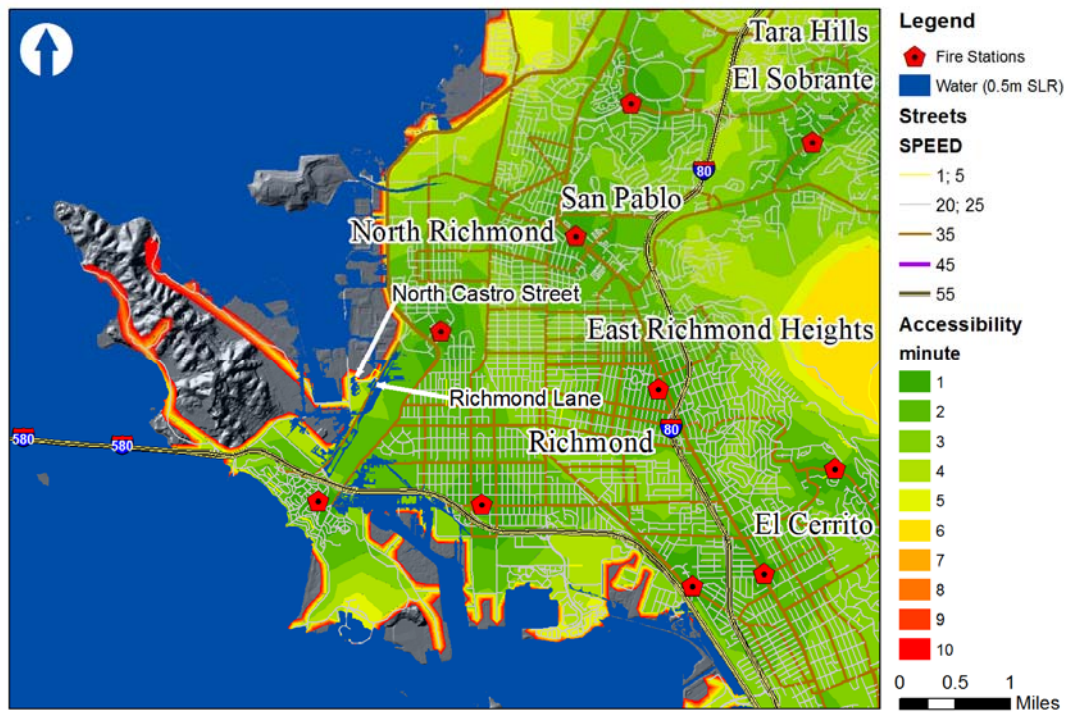 Tara Hills
El Sobrante
80
San Pablo
North Richmond
North Castro Street
East Richmond Heights
Richmond Lane
Richmond
80
580
580
El Cerrito
Legend
Fire Stations
Water (0.5m SLR)
Streets
SPEED
1; 5
20; 25
35
45
55
Accessibility
minute
1
2
3
4
5
6
7
8
9
10
0 0.5 1
Miles